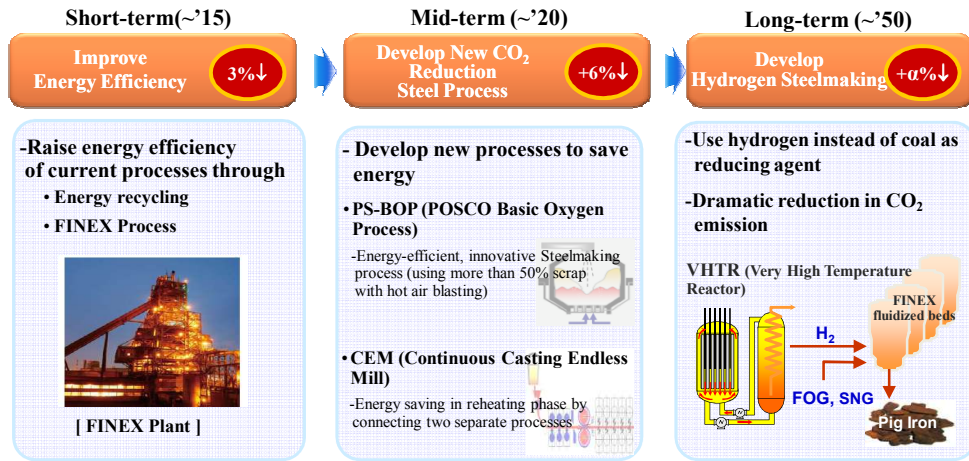 Short-term(~'15)
Improve
Energy Efficiency
3%↓
-Raise energy efficiency
of current processes through
• Energy recycling
• FINEX Process
[ FINEX Plant ]
Mid-term (~'20)
Develop New CO₂
Reduction
Steel Process
+6%↓
- Develop new processes to save
energy
• PS-BOP (POSCO Basic Oxygen
Process)
-Energy-efficient, innovative Steelmaking
process (using more than 50% scrap
with hot air blasting)
• CEM (Continuous Casting Endless
Mill)
-Energy saving in reheating phase by
connecting two separate processes
Long-term (~'50)
Develop
Hydrogen Steelmaking
+α%↓
-Use hydrogen instead of coal as
reducing agent
-Dramatic reduction in CO₂
emission
VHTR (Very High Temperature
Reactor)
FINEX
fluidized beds
H₂
FOG, SNG
N
N
Pig Iron